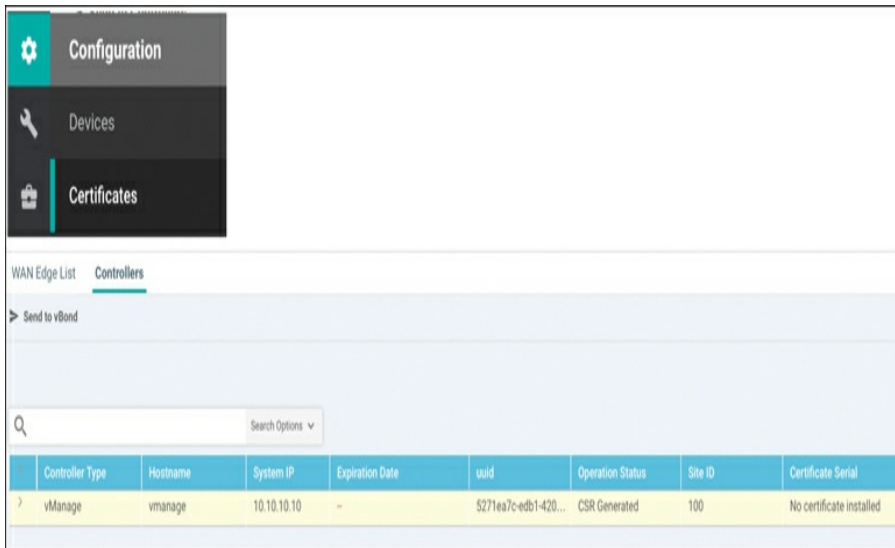 Configuration
Devices
Certificates
WAN Edge List Controllers
Send to vBond
Search Options
Controller Type Hostname System IP Expiration Date uuid Operation Status Site ID Certificate Serial
vManage vmanage 10.10.10.10 -- 5271ea7c-edb1-420... CSR Generated 100 No certificate installed